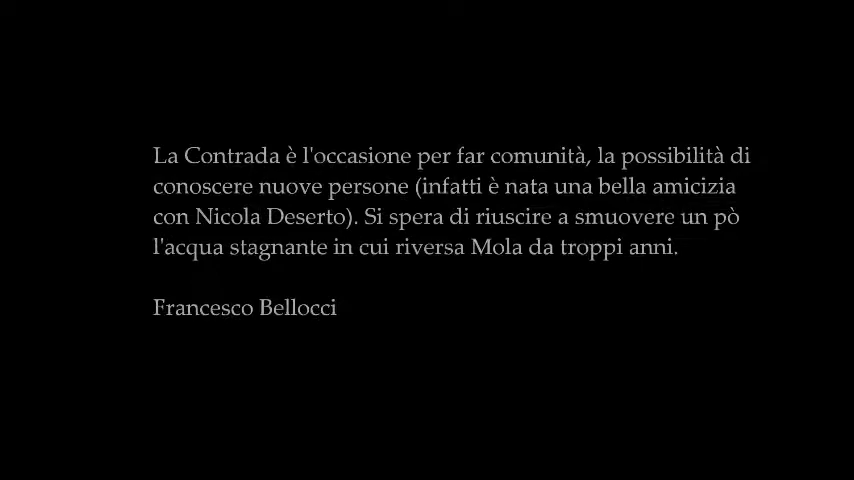 La Contrada è l'occasione per far comunità, la possibilità di
conoscere nuove persone (infatti è nata una bella amicizia
con Nicola Deserto). Si spera di riuscire a smuovere un pò
l'acqua stagnante in cui riversa Mola da troppi anni.
Francesco Bellocci